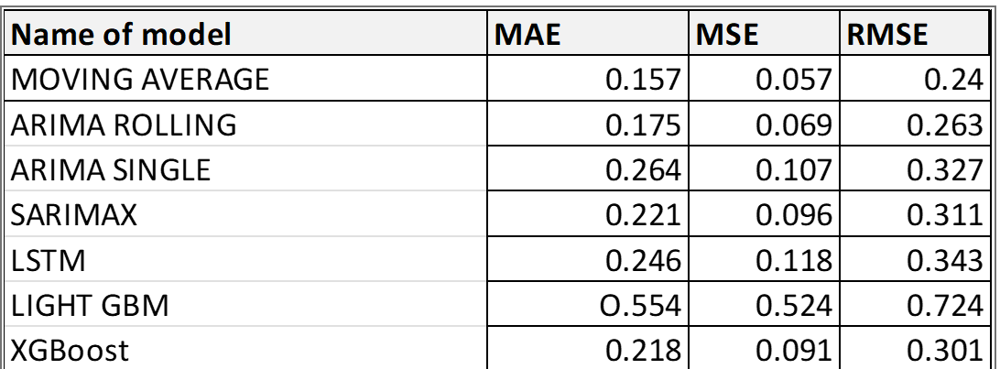 Name of model MAE MSE RMSE
MOVING AVERAGE 0.157 0.057 0.24
ARIMA ROLLING 0.175 0.069 0.263
ARIMA SINGLE 0.264 0.107 0.327
SARIMAX 0.221 0.096 0.311
LSTM 0.246 0.118 0.343
LIGHT GBM O.554 0.524 0.724
XGBoost 0.218 0.091 0.301